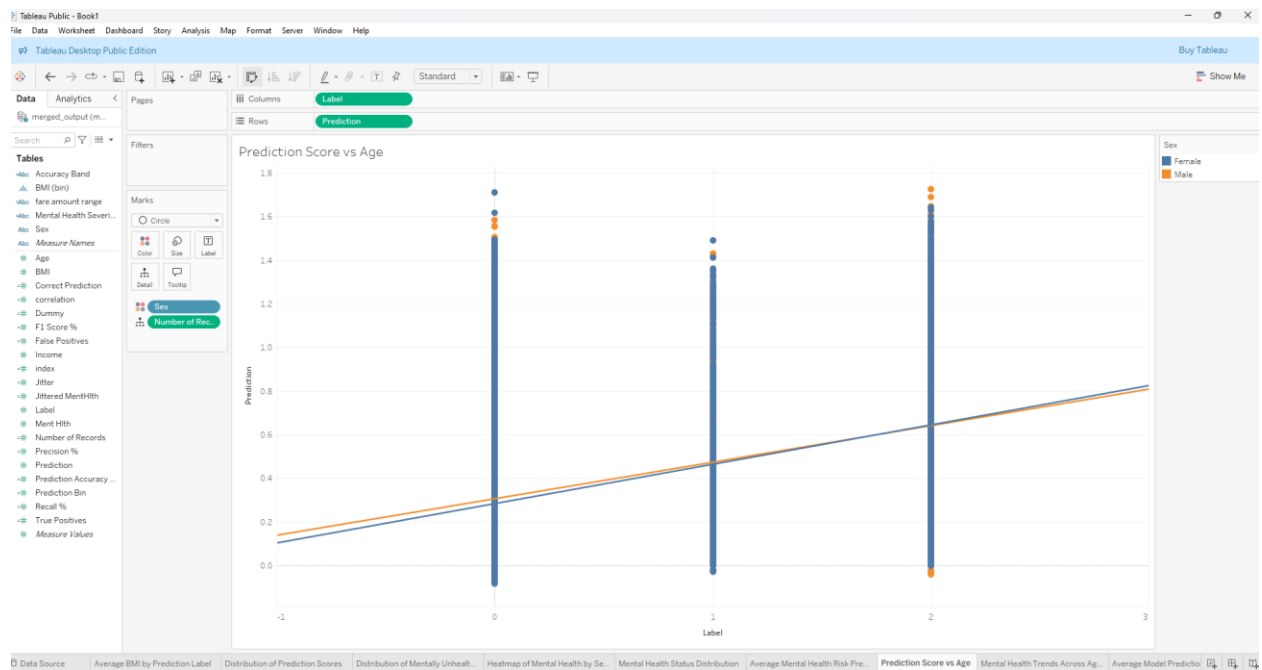 Tableau Public - Book1
File Data Worksheet Dashboard Story Analysis Map Format Server Window Help
Tableau Desktop Public Edition
Buy Tableau
Standard
Show Me
Data Analytics
merged_output (m...
Search
Tables
Abc Accuracy Band
BMI (bin)
Abc fare amount range
Abc Mental Health Severi...
Abc Sex
Abc Measure Names
Age
BMI
Correct Prediction
correlation
Dummy
F1 Score %
False Positives
Income
index
Jitter
Jittered MentHlth
Label
Ment Hlth
Number of Records
Precision %
Prediction
Prediction Accuracy ...
Prediction Bin
Recall %
True Positives
Measure Values
Pages
Filters
Marks
Circle
Color Size Label
Detail Tooltip
Sex
Number of Rec..
Columns Label
Rows Prediction
Prediction Score vs Age
1.8
1.6
1.4
1.2
1.0
0.8
0.6
0.4
0.2
0.0
Prediction
-1 0 1 2 3
Label
Sex
Female
Male
Data Source Average BMI by Prediction Label Distribution of Prediction Scores Distribution of Mentally Unhealt... Heatmap of Mental Health by Se... Mental Health Status Distribution Average Mental Health Risk Pre... Prediction Score vs Age Mental Health Trends Across Ag... Average Model Predictio